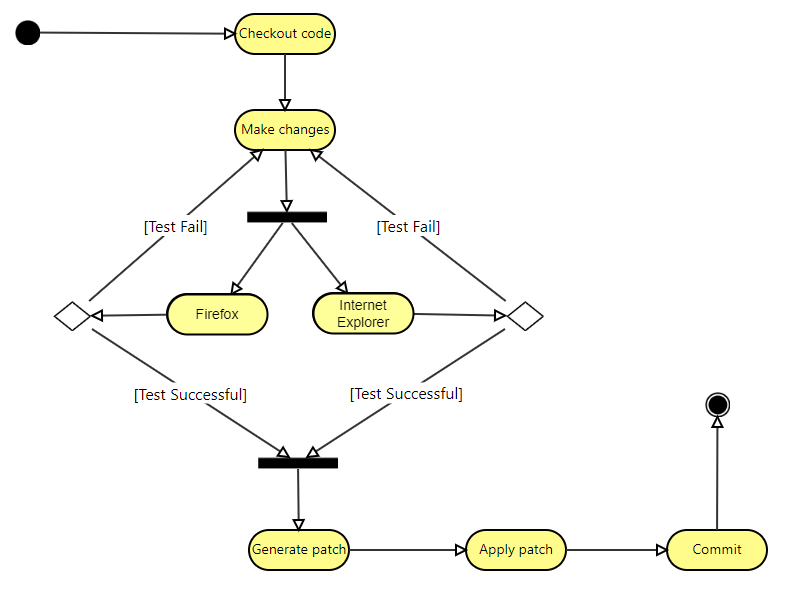 Checkout code
Make changes
[Test Fail]
[Test Fail]
Firefox
Internet
Explorer
[Test Successful]
[Test Successful]
Generate patch
Apply patch
Commit